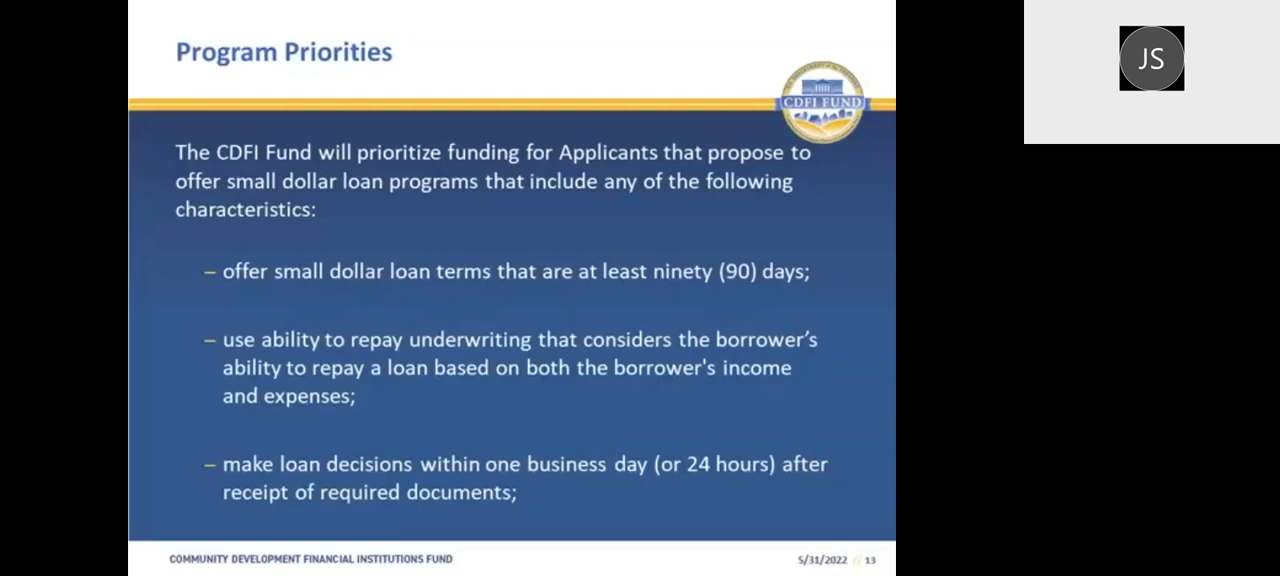 Program Priorities
JS
CDFI FUND
The CDFI Fund will prioritize funding for Applicants that propose to
offer small dollar loan programs that include any of the following
characteristics:
– offer small dollar loan terms that are at least ninety (90) days;
– use ability to repay underwriting that considers the borrower’s
ability to repay a loan based on both the borrower's income
and expenses;
– make loan decisions within one business day (or 24 hours) after
receipt of required documents;
COMMUNITY DEVELOPMENT FINANCIAL INSTITUTIONS FUND
5/31/2022 // 13